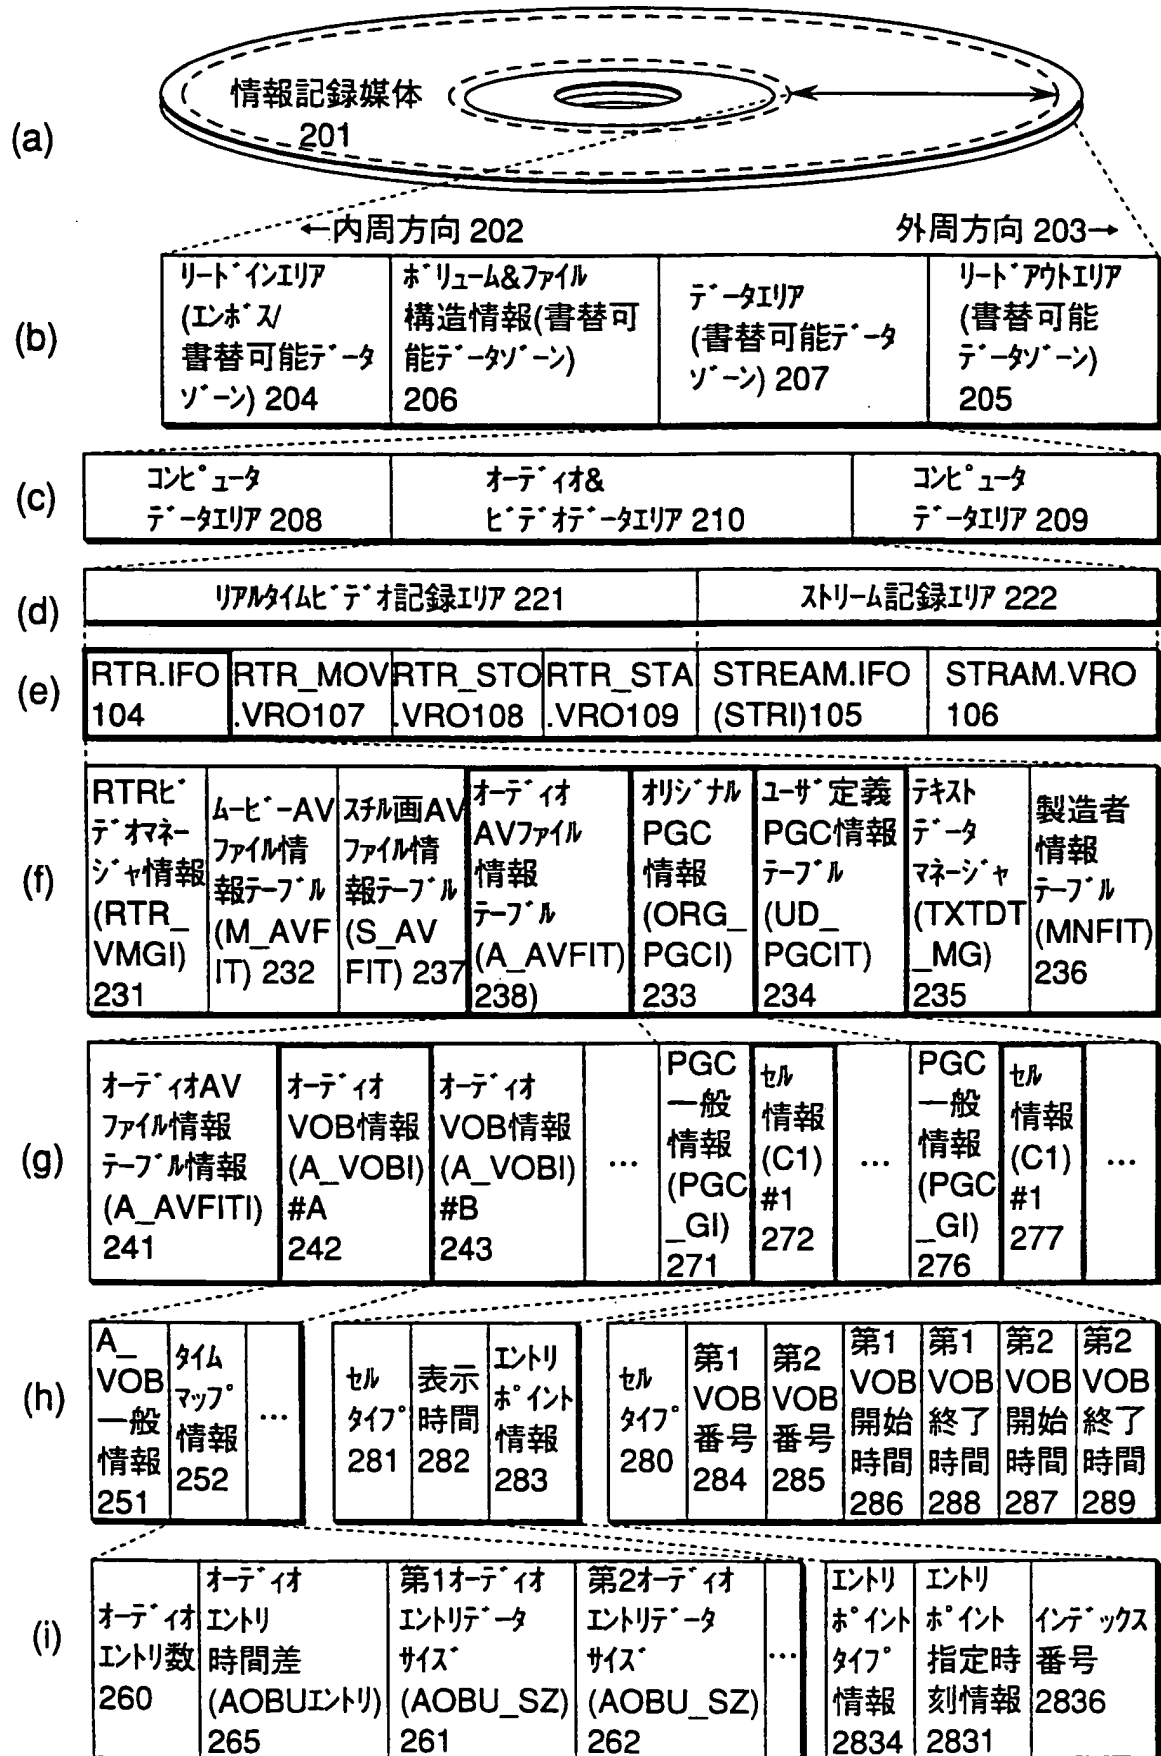 (a)
情報記録媒体
201
←内周方向 202
外周方向 203→
(b)
リードインエリア
(エンボス/
書替可能データ
ゾーン) 204
ボリューム&ファイル
構造情報(書替可
能データゾーン)
206
データエリア
(書替可能データ
ゾーン) 207
リードアウトエリア
(書替可能
データゾーン)
205
(c)
コンピュータ
データエリア 208
オーディオ&
ビデオデータエリア 210
コンピュータ
データエリア 209
(d)
リアルタイムビデオ記録エリア 221
ストリーム記録エリア 222
(e)
RTR.IFO
104
RTR_MOV
.VRO107
RTR_STO
.VRO108
RTR_STA
.VRO109
STREAM.IFO
(STRI)105
STRAM.VRO
106
(f)
RTRビ
デオマネー
ジャ情報
(RTR_
VMGI)
231
ムービーAV
ファイル情
報テーブル
(M_AVF
IT) 232
スチル画AV
ファイル情
報テーブル
(S_AV
FIT) 237
オーディオ
AVファイル
情報
テーブル
(A_AVFIT)
238)
オリジナル
PGC
情報
(ORG_
PGCI)
233
ユーザ定義
PGC情報
テーブル
(UD_
PGCIT)
234
テキスト
データ
マネージャ
(TXTDT
_MG)
235
製造者
情報
テーブル
(MNFIT)
236
(g)
オーディオAV
ファイル情報
テーブル情報
(A_AVFITI)
241
オーディオ
VOB情報
(A_VOBI)
#A
242
オーディオ
VOB情報
(A_VOBI)
#B
243
…
PGC
一般
情報
(PGC
_GI)
271
セル
情報
(C1)
#1
272
…
PGC
一般
情報
(PGC
_GI)
276
セル
情報
(C1)
#1
277
…
(h)
A_
VOB
一般
情報
251
タイム
マップ
情報
252
…
セル
タイプ
281
表示
時間
282
エントリ
ポイント
情報
283
セル
タイプ
280
第1
VOB
番号
284
第2
VOB
番号
285
第1
VOB
開始
時間
286
第1
VOB
終了
時間
288
第2
VOB
開始
時間
287
第2
VOB
終了
時間
289
(i)
オーディオ
エントリ数
260
オーディオ
エントリ
時間差
(AOBUエントリ)
265
第1オーディオ
エントリデータ
サイズ
(AOBU_SZ)
261
第2オーディオ
エントリデータ
サイズ
(AOBU_SZ)
262
…
エントリ
ポイント
タイプ
情報
2834
エントリ
ポイント
指定時
刻情報
2831
インデックス
番号
2836